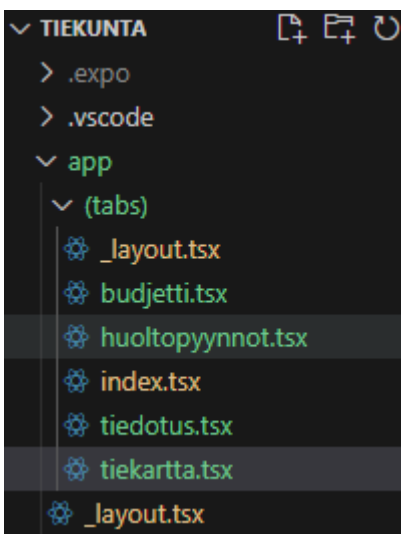 TIEKUNTA
.expo
.vscode
app
(tabs)
_layout.tsx
budjetti.tsx
huoltopyynnot.tsx
index.tsx
tiedotus.tsx
tiekartta.tsx
_layout.tsx